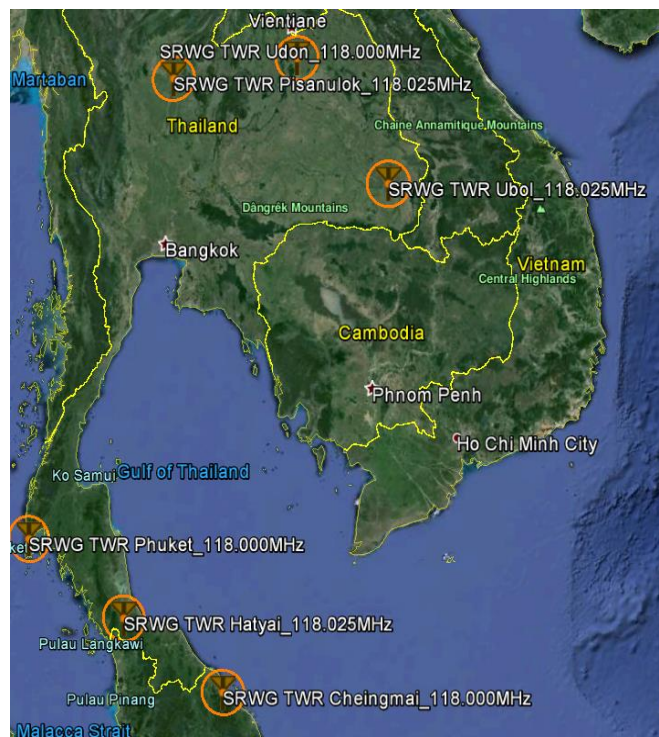 Vientiane
SRWG TWR Udon_118.000MHz
Martaban
SRWG TWR Pisanulok_118.025MHz
Thailand
Chaine Annamitique Mountains
SRWG TWR Ubol_118.025MHz
Dângrêk Mountains
Bangkok
Vietnam
Central Highlands
Cambodia
Phnom Penh
Ho Chi Minh City
Ko Samui
Gulf of Thailand
SRWG TWR Phuket_118.000MHz
SRWG TWR Hatyai_118.025MHz
Pulau Langkawi
SRWG TWR Cheingmai_118.000MHz
Pulau Pinang
Malacca Strait